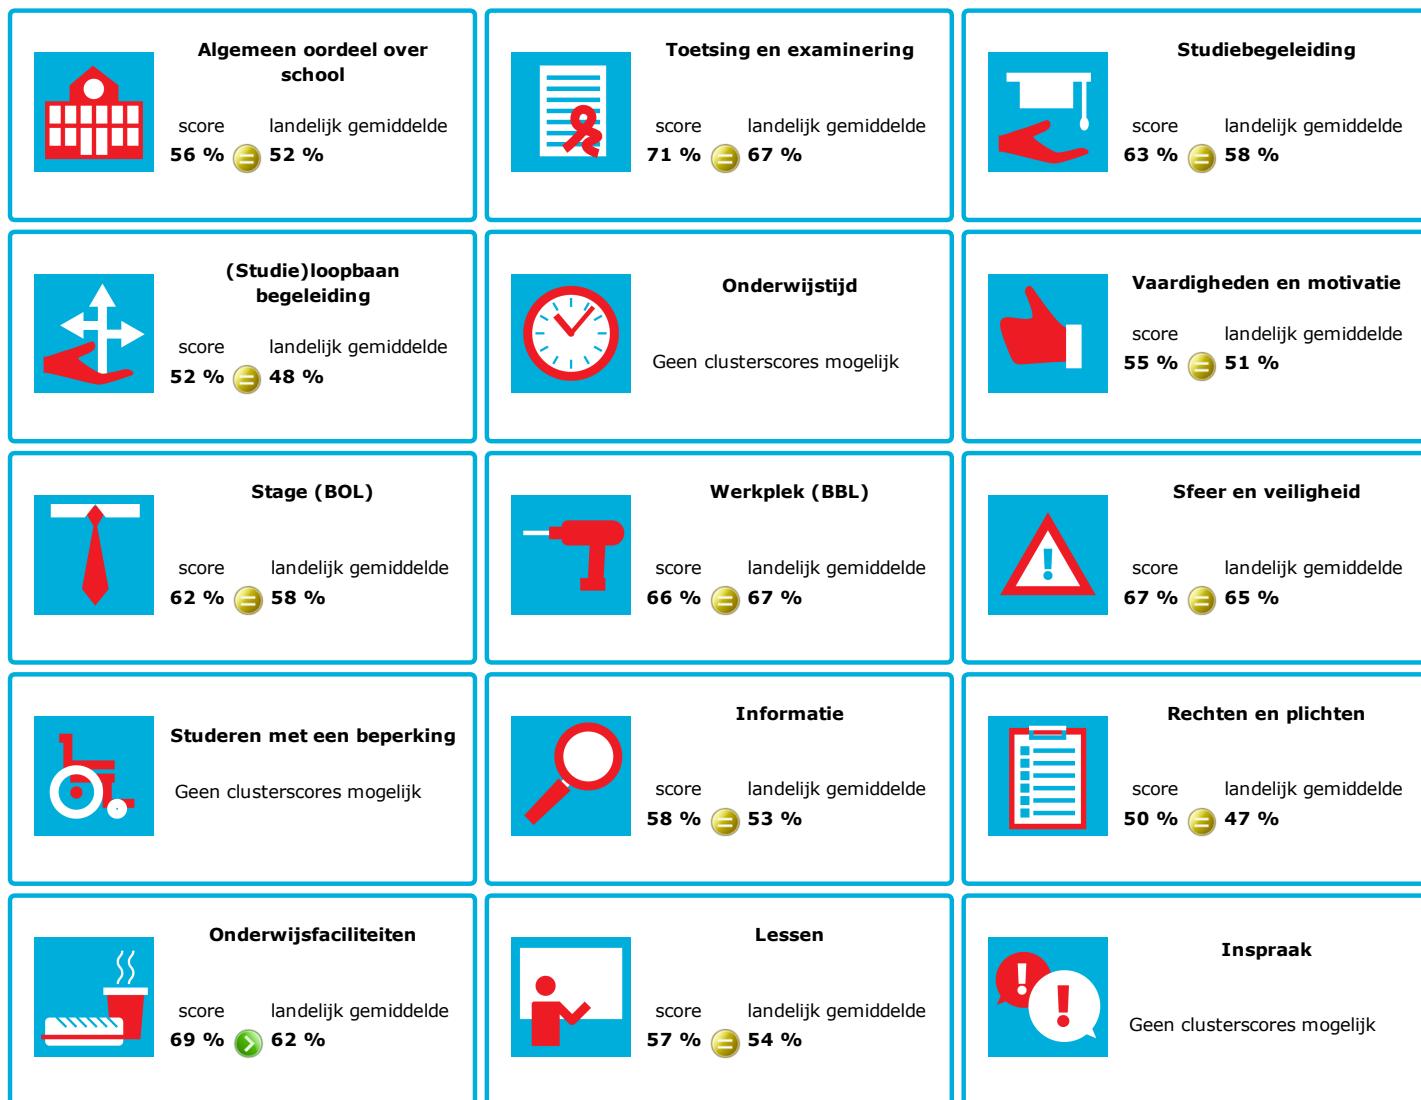 Algemeen oordeel over
school
score landelijk gemiddelde
56 % = 52 %
Toetsing en examinering
score landelijk gemiddelde
71 % = 67 %
Studiebegeleiding
score landelijk gemiddelde
63 % = 58 %
(Studie)loopbaan
begeleiding
score landelijk gemiddelde
52 % = 48 %
Onderwijstijd
Geen clusterscores mogelijk
Vaardigheden en motivatie
score landelijk gemiddelde
55 % = 51 %
Stage (BOL)
score landelijk gemiddelde
62 % = 58 %
Werkplek (BBL)
score landelijk gemiddelde
66 % = 67 %
Sfeer en veiligheid
score landelijk gemiddelde
67 % = 65 %
Studeren met een beperking
Geen clusterscores mogelijk
Informatie
score landelijk gemiddelde
58 % = 53 %
Rechten en plichten
score landelijk gemiddelde
50 % = 47 %
Onderwijsfaciliteiten
score landelijk gemiddelde
69 % > 62 %
Lessen
score landelijk gemiddelde
57 % = 54 %
Inspraak
Geen clusterscores mogelijk